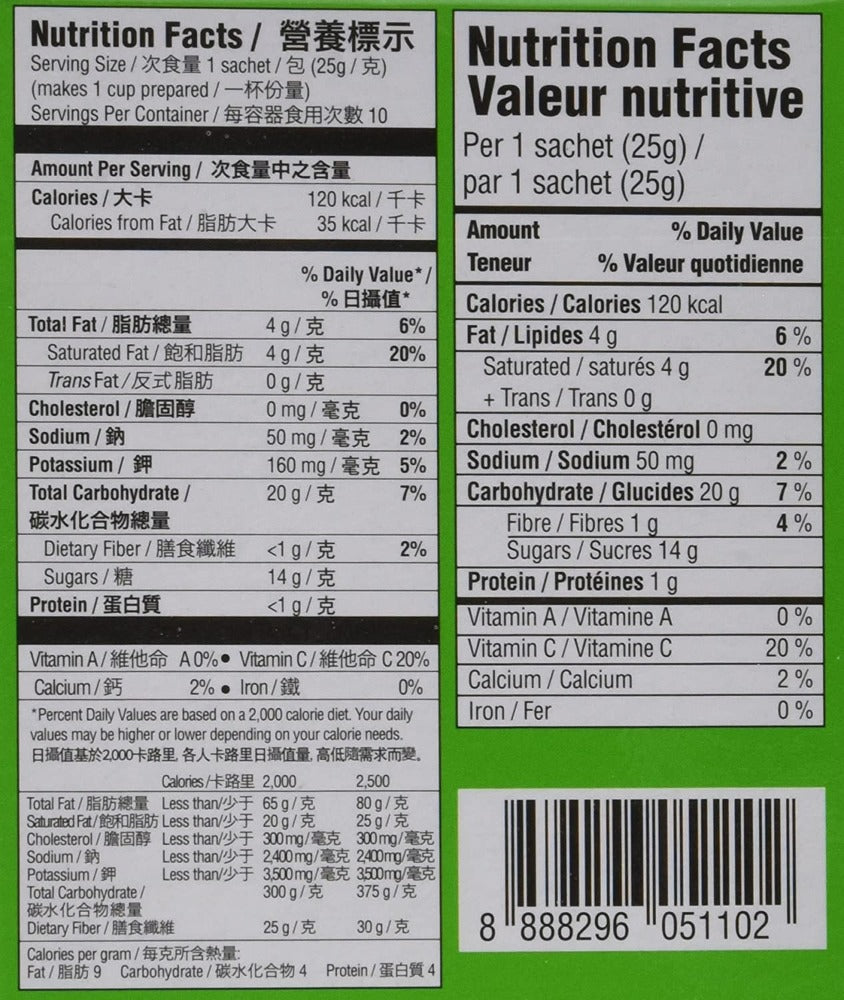 Nutrition Facts / 營養標示
Serving Size / 次食量 1 sachet / 包 (25g / 克)
(makes 1 cup prepared / 一杯份量)
Servings Per Container / 每容器食用次數 10
Amount Per Serving / 次食量中之含量
Calories / 大卡 120 kcal / 千卡
Calories from Fat / 脂肪大卡 35 kcal / 千卡
% Daily Value* /
% 日攝值*
Total Fat / 脂肪總量 4 g / 克 6%
Saturated Fat / 飽和脂肪 4 g / 克 20%
Trans Fat / 反式脂肪 0 g / 克
Cholesterol / 膽固醇 0 mg / 毫克 0%
Sodium / 鈉 50 mg / 毫克 2%
Potassium / 鉀 160 mg / 毫克 5%
Total Carbohydrate / 20 g / 克 7%
碳水化合物總量
Dietary Fiber / 膳食纖維 <1 g / 克 2%
Sugars / 糖 14 g / 克
Protein / 蛋白質 <1 g / 克
Vitamin A / 維他命 A 0% • Vitamin C / 維他命 C 20%
Calcium / 鈣 2% • Iron / 鐵 0%
*Percent Daily Values are based on a 2,000 calorie diet. Your daily
values may be higher or lower depending on your calorie needs.
日攝值基於2,000卡路里, 各人卡路里日攝值量, 高低隨需求而變。
Calories /卡路里 2,000 2,500
Total Fat / 脂肪總量 Less than/少于 65 g / 克 80 g / 克
Saturated Fat / 飽和脂肪 Less than/少于 20 g / 克 25 g / 克
Cholesterol / 膽固醇 Less than/少于 300 mg / 毫克 300 mg / 毫克
Sodium / 鈉 Less than/少于 2,400 mg / 毫克 2,400 mg / 毫克
Potassium / 鉀 Less than/少于 3,500 mg / 毫克 3,500 mg / 毫克
Total Carbohydrate / 300 g / 克 375 g / 克
碳水化合物總量
Dietary Fiber / 膳食纖維 25 g / 克 30 g / 克
Calories per gram / 每克所含熱量:
Fat / 脂肪 9 Carbohydrate / 碳水化合物 4 Protein / 蛋白質 4
Nutrition Facts
Valeur nutritive
Per 1 sachet (25g) /
par 1 sachet (25g)
Amount % Daily Value
Teneur % Valeur quotidienne
Calories / Calories 120 kcal
Fat / Lipides 4 g 6 %
Saturated / saturés 4 g 20 %
+ Trans / Trans 0 g
Cholesterol / Cholestérol 0 mg
Sodium / Sodium 50 mg 2 %
Carbohydrate / Glucides 20 g 7 %
Fibre / Fibres 1 g 4 %
Sugars / Sucres 14 g
Protein / Protéines 1 g
Vitamin A / Vitamine A 0 %
Vitamin C / Vitamine C 20 %
Calcium / Calcium 2 %
Iron / Fer 0 %
8 888296 051102